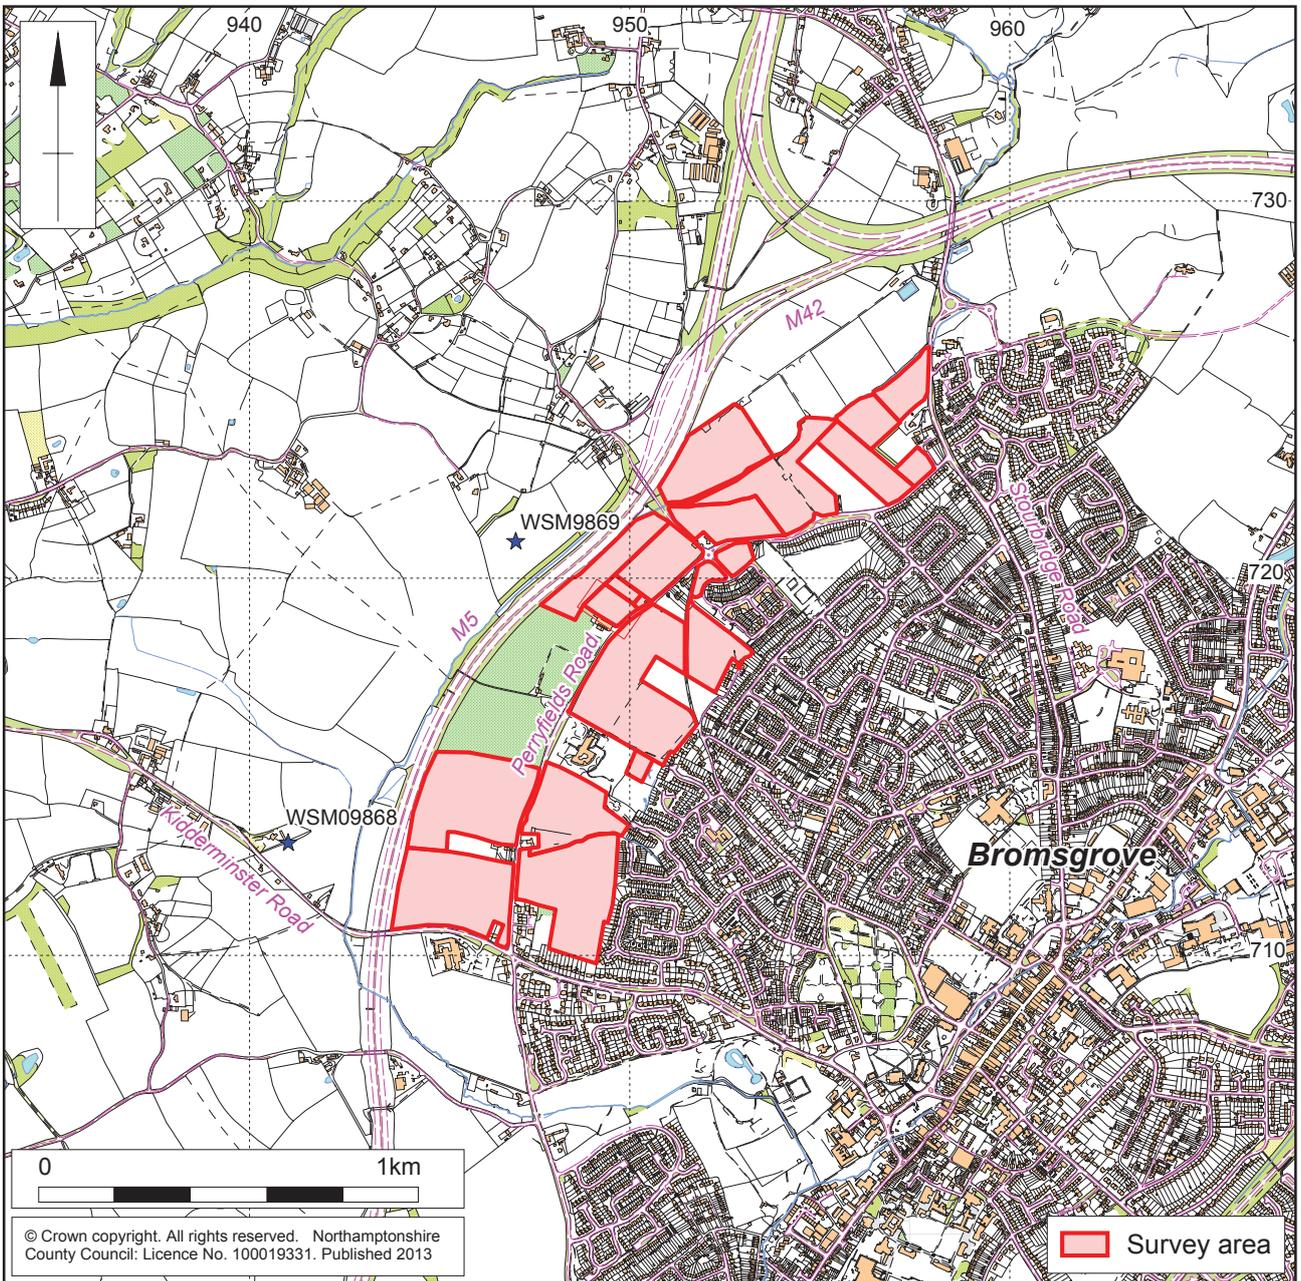 940
950
960
730
M42
WSM9869
Stourbridge Road
720
M5
Perryfields Road
WSM09868
Kidderminster Road
Bromsgrove
710
0 1km
© Crown copyright. All rights reserved. Northamptonshire
County Council: Licence No. 100019331. Published 2013
Survey area